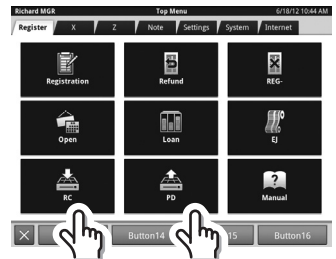 Richard MGR Top Menu 6/18/12 10:44 AM
Register X Z Note Settings System Internet
Registration Refund REG-
Open Loan EJ
RC PD Manual
Button14 15 Button16